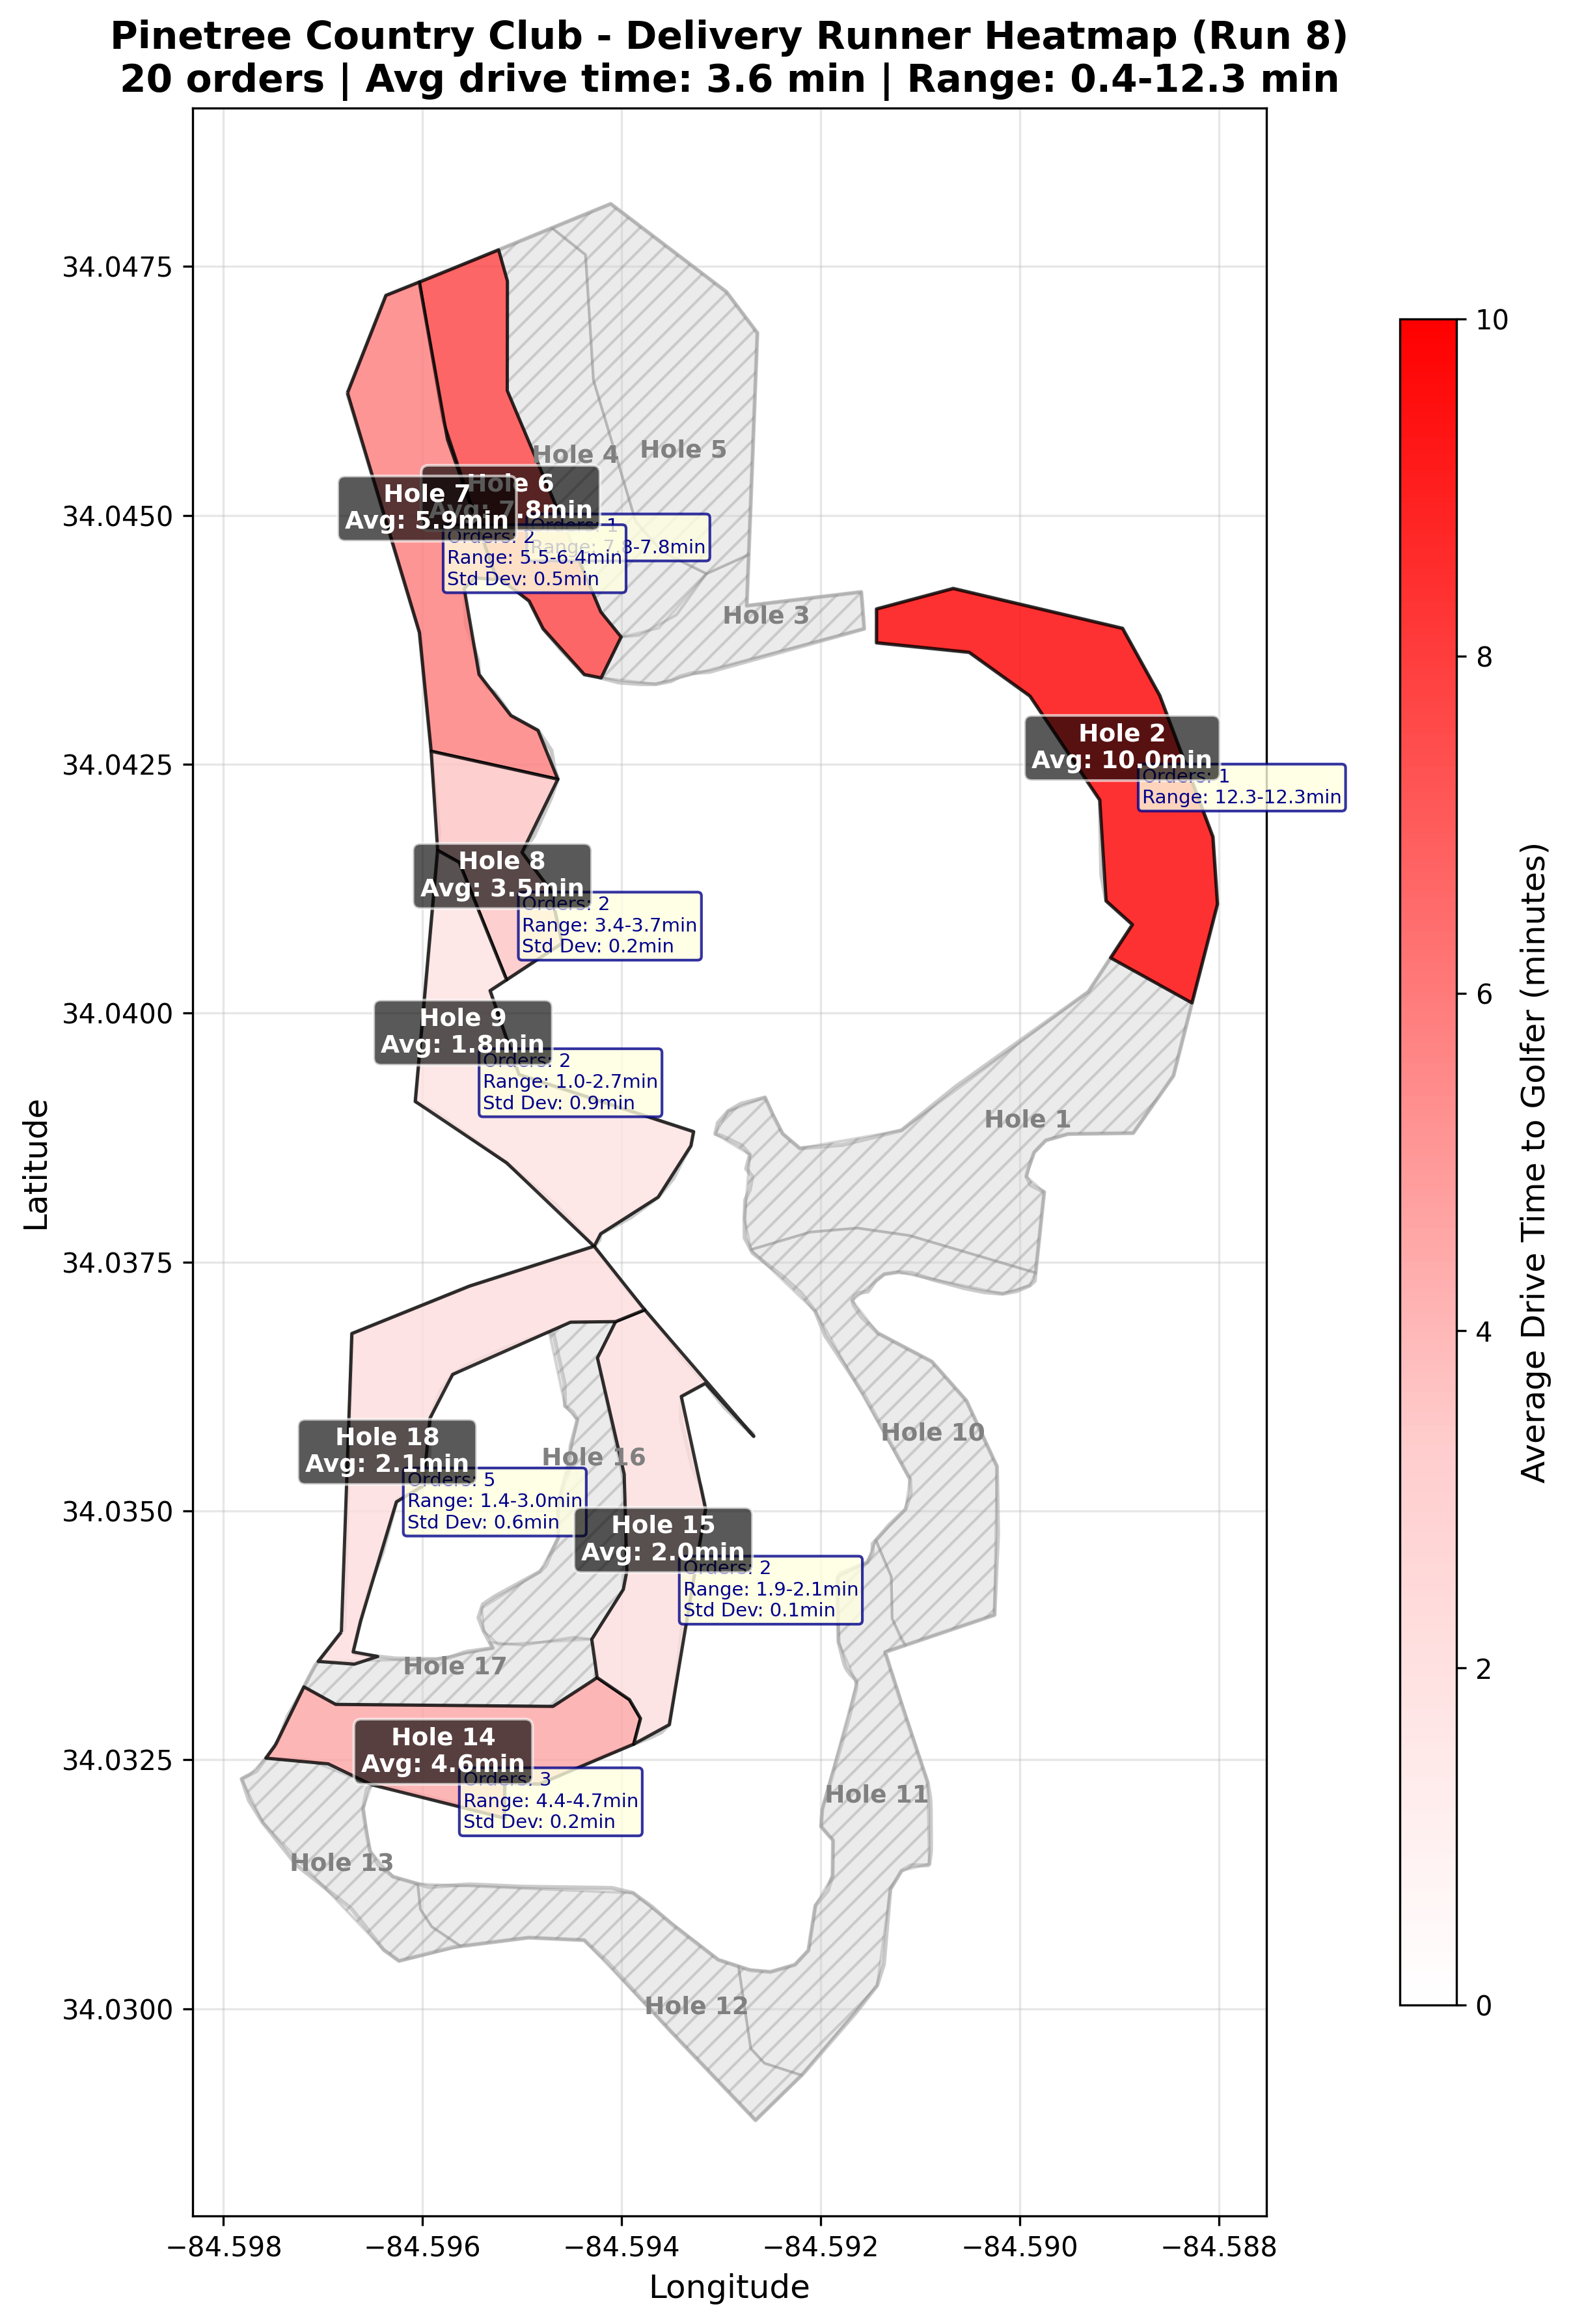 Pinetree Country Club - Delivery Runner Heatmap (Run 8)
20 orders | Avg drive time: 3.6 min | Range: 0.4-12.3 min
34.0475
34.0450
34.0425
34.0400
34.0375
34.0350
34.0325
34.0300
Latitude
Hole 4
Hole 5
Hole 6
Avg: 7.8min
Orders: 1
Range: 7.8-7.8min
Hole 7
Avg: 5.9min
Orders: 2
Range: 5.5-6.4min
Std Dev: 0.5min
Hole 3
Hole 2
Avg: 10.0min
Orders: 1
Range: 12.3-12.3min
Hole 8
Avg: 3.5min
Orders: 2
Range: 3.4-3.7min
Std Dev: 0.2min
Hole 9
Avg: 1.8min
Orders: 2
Range: 1.0-2.7min
Std Dev: 0.9min
Hole 1
Hole 10
Hole 16
Hole 18
Avg: 2.1min
Orders: 5
Range: 1.4-3.0min
Std Dev: 0.6min
Hole 15
Avg: 2.0min
Orders: 2
Range: 1.9-2.1min
Std Dev: 0.1min
Hole 17
Hole 14
Avg: 4.6min
Orders: 3
Range: 4.4-4.7min
Std Dev: 0.2min
Hole 11
Hole 13
Hole 12
−84.598
−84.596
−84.594
−84.592
−84.590
−84.588
Longitude
10
8
6
4
2
0
Average Drive Time to Golfer (minutes)